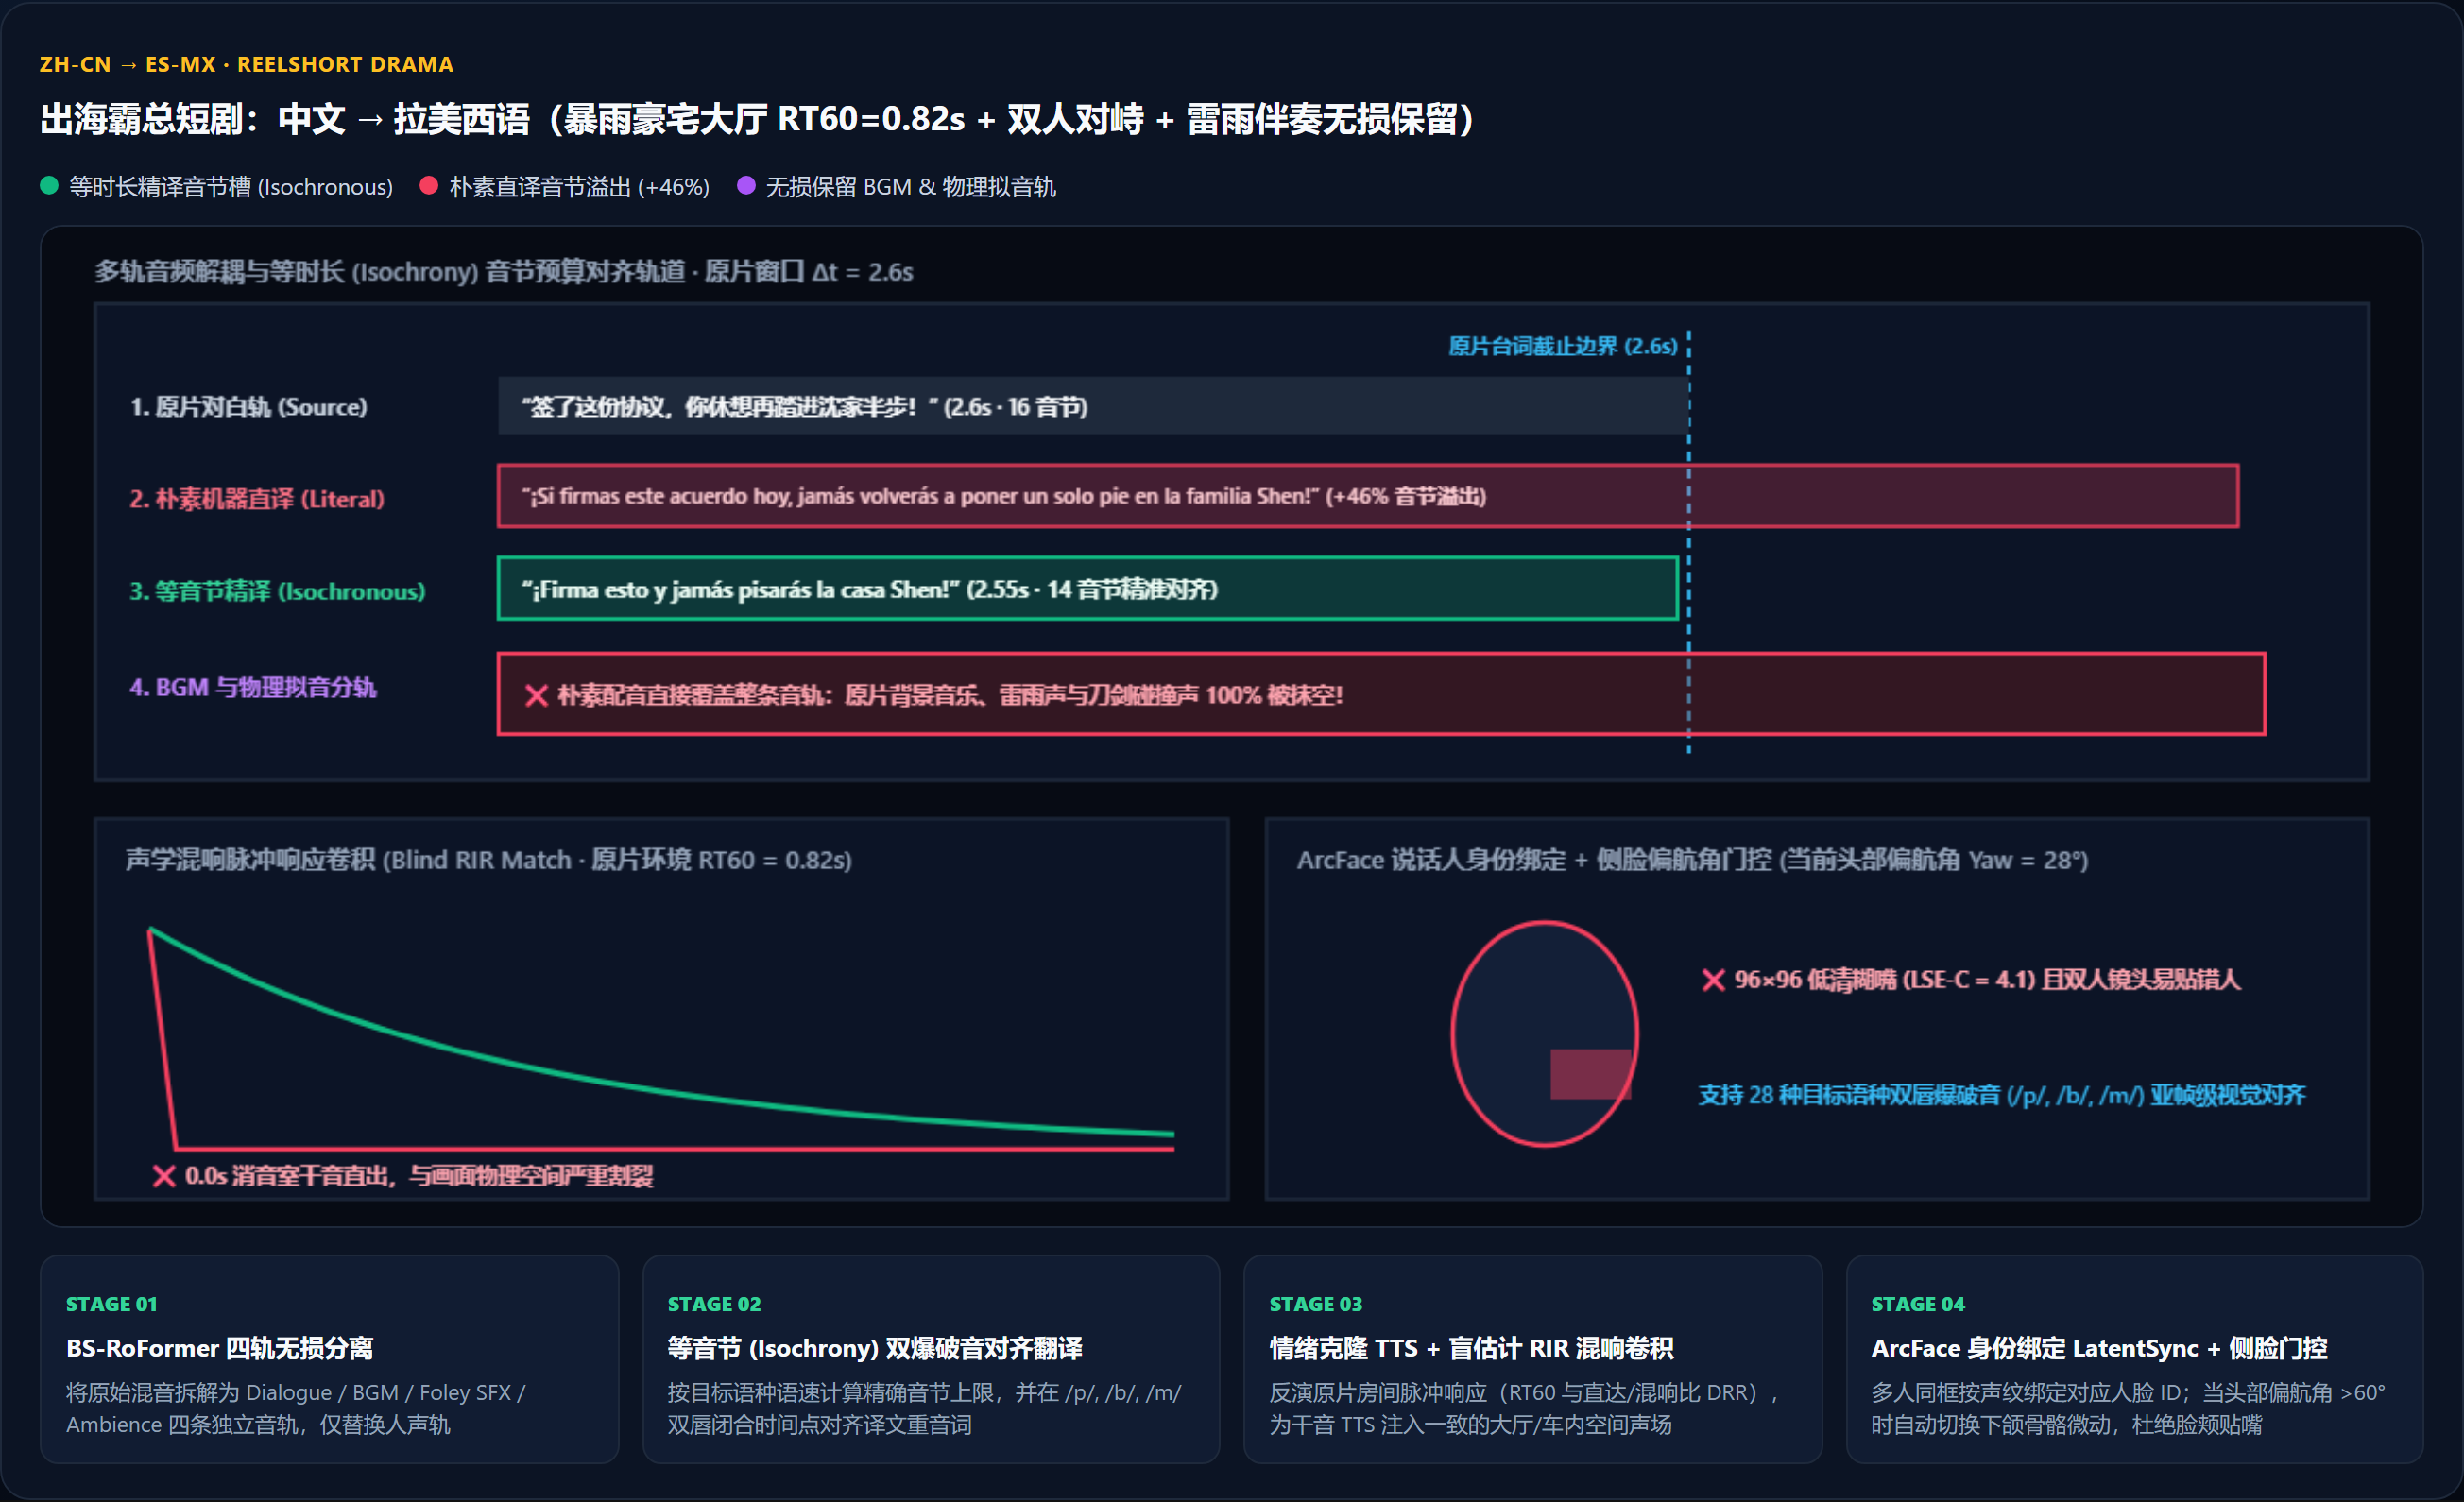 ZH-CN → ES-MX · REELSHORT DRAMA
出海霸总短剧：中文 → 拉美西语（暴雨豪宅大厅 RT60=0.82s + 双人对峙 + 雷雨伴奏无损保留）
等时长精译音节槽 (Isochronous) 朴素直译音节溢出 (+46%) 无损保留 BGM & 物理拟音轨
多轨音频解耦与等时长 (Isochrony) 音节预算对齐轨道 · 原片窗口 Δt = 2.6s
原片台词截止边界 (2.6s)
1. 原片对白轨 (Source)
“签了这份协议，你休想再踏进沈家半步！” (2.6s · 16 音节)
2. 朴素机器直译 (Literal)
“¡Si firmas este acuerdo hoy, jamás volverás a poner un solo pie en la familia Shen!” (+46% 音节溢出)
3. 等音节精译 (Isochronous)
“¡Firma esto y jamás pisarás la casa Shen!” (2.55s · 14 音节精准对齐)
4. BGM 与物理拟音分轨
❌ 朴素配音直接覆盖整条音轨：原片背景音乐、雷雨声与刀剑碰撞声 100% 被抹空！
声学混响脉冲响应卷积 (Blind RIR Match · 原片环境 RT60 = 0.82s)
❌ 0.0s 消音室干音直出，与画面物理空间严重割裂
ArcFace 说话人身份绑定 + 侧脸偏航角门控 (当前头部偏航角 Yaw = 28°)
❌ 96×96 低清糊嘴 (LSE-C = 4.1) 且双人镜头易贴错人
支持 28 种目标语种双唇爆破音 (/p/, /b/, /m/) 亚帧级视觉对齐
STAGE 01
BS-RoFormer 四轨无损分离
将原始混音拆解为 Dialogue / BGM / Foley SFX /
Ambience 四条独立音轨，仅替换人声轨
STAGE 02
等音节 (Isochrony) 双爆破音对齐翻译
按目标语种语速计算精确音节上限，并在 /p/, /b/, /m/
双唇闭合时间点对齐译文重音词
STAGE 03
情绪克隆 TTS + 盲估计 RIR 混响卷积
反演原片房间脉冲响应（RT60 与直达/混响比 DRR），
为干音 TTS 注入一致的大厅/车内空间声场
STAGE 04
ArcFace 身份绑定 LatentSync + 侧脸门控
多人同框按声纹绑定对应人脸 ID；当头部偏航角 >60°
时自动切换下颌骨骼微动，杜绝脸颊贴嘴